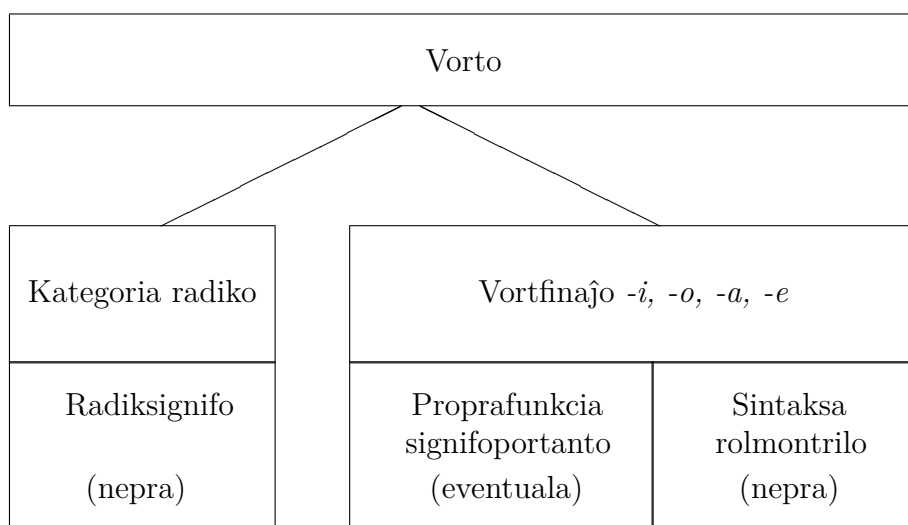 Vorto
Kategoria radiko
Vortfinaĵo -i, -o, -a, -e
Radiksignifo
(nepra)
Proprafunkcia
signifoportanto
(eventuala)
Sintaksa
rolmontrilo
(nepra)